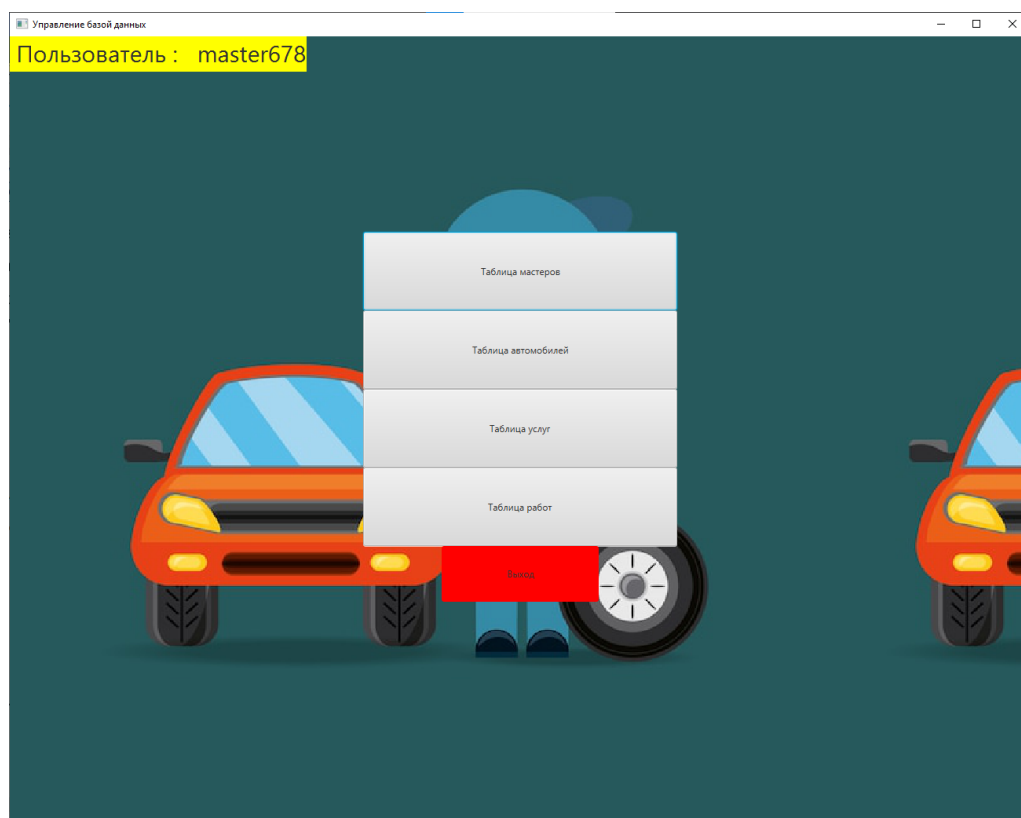 Управление базой данных
Пользователь : master678
Таблица мастеров
Таблица автомобилей
Таблица услуг
Таблица работ
Выход